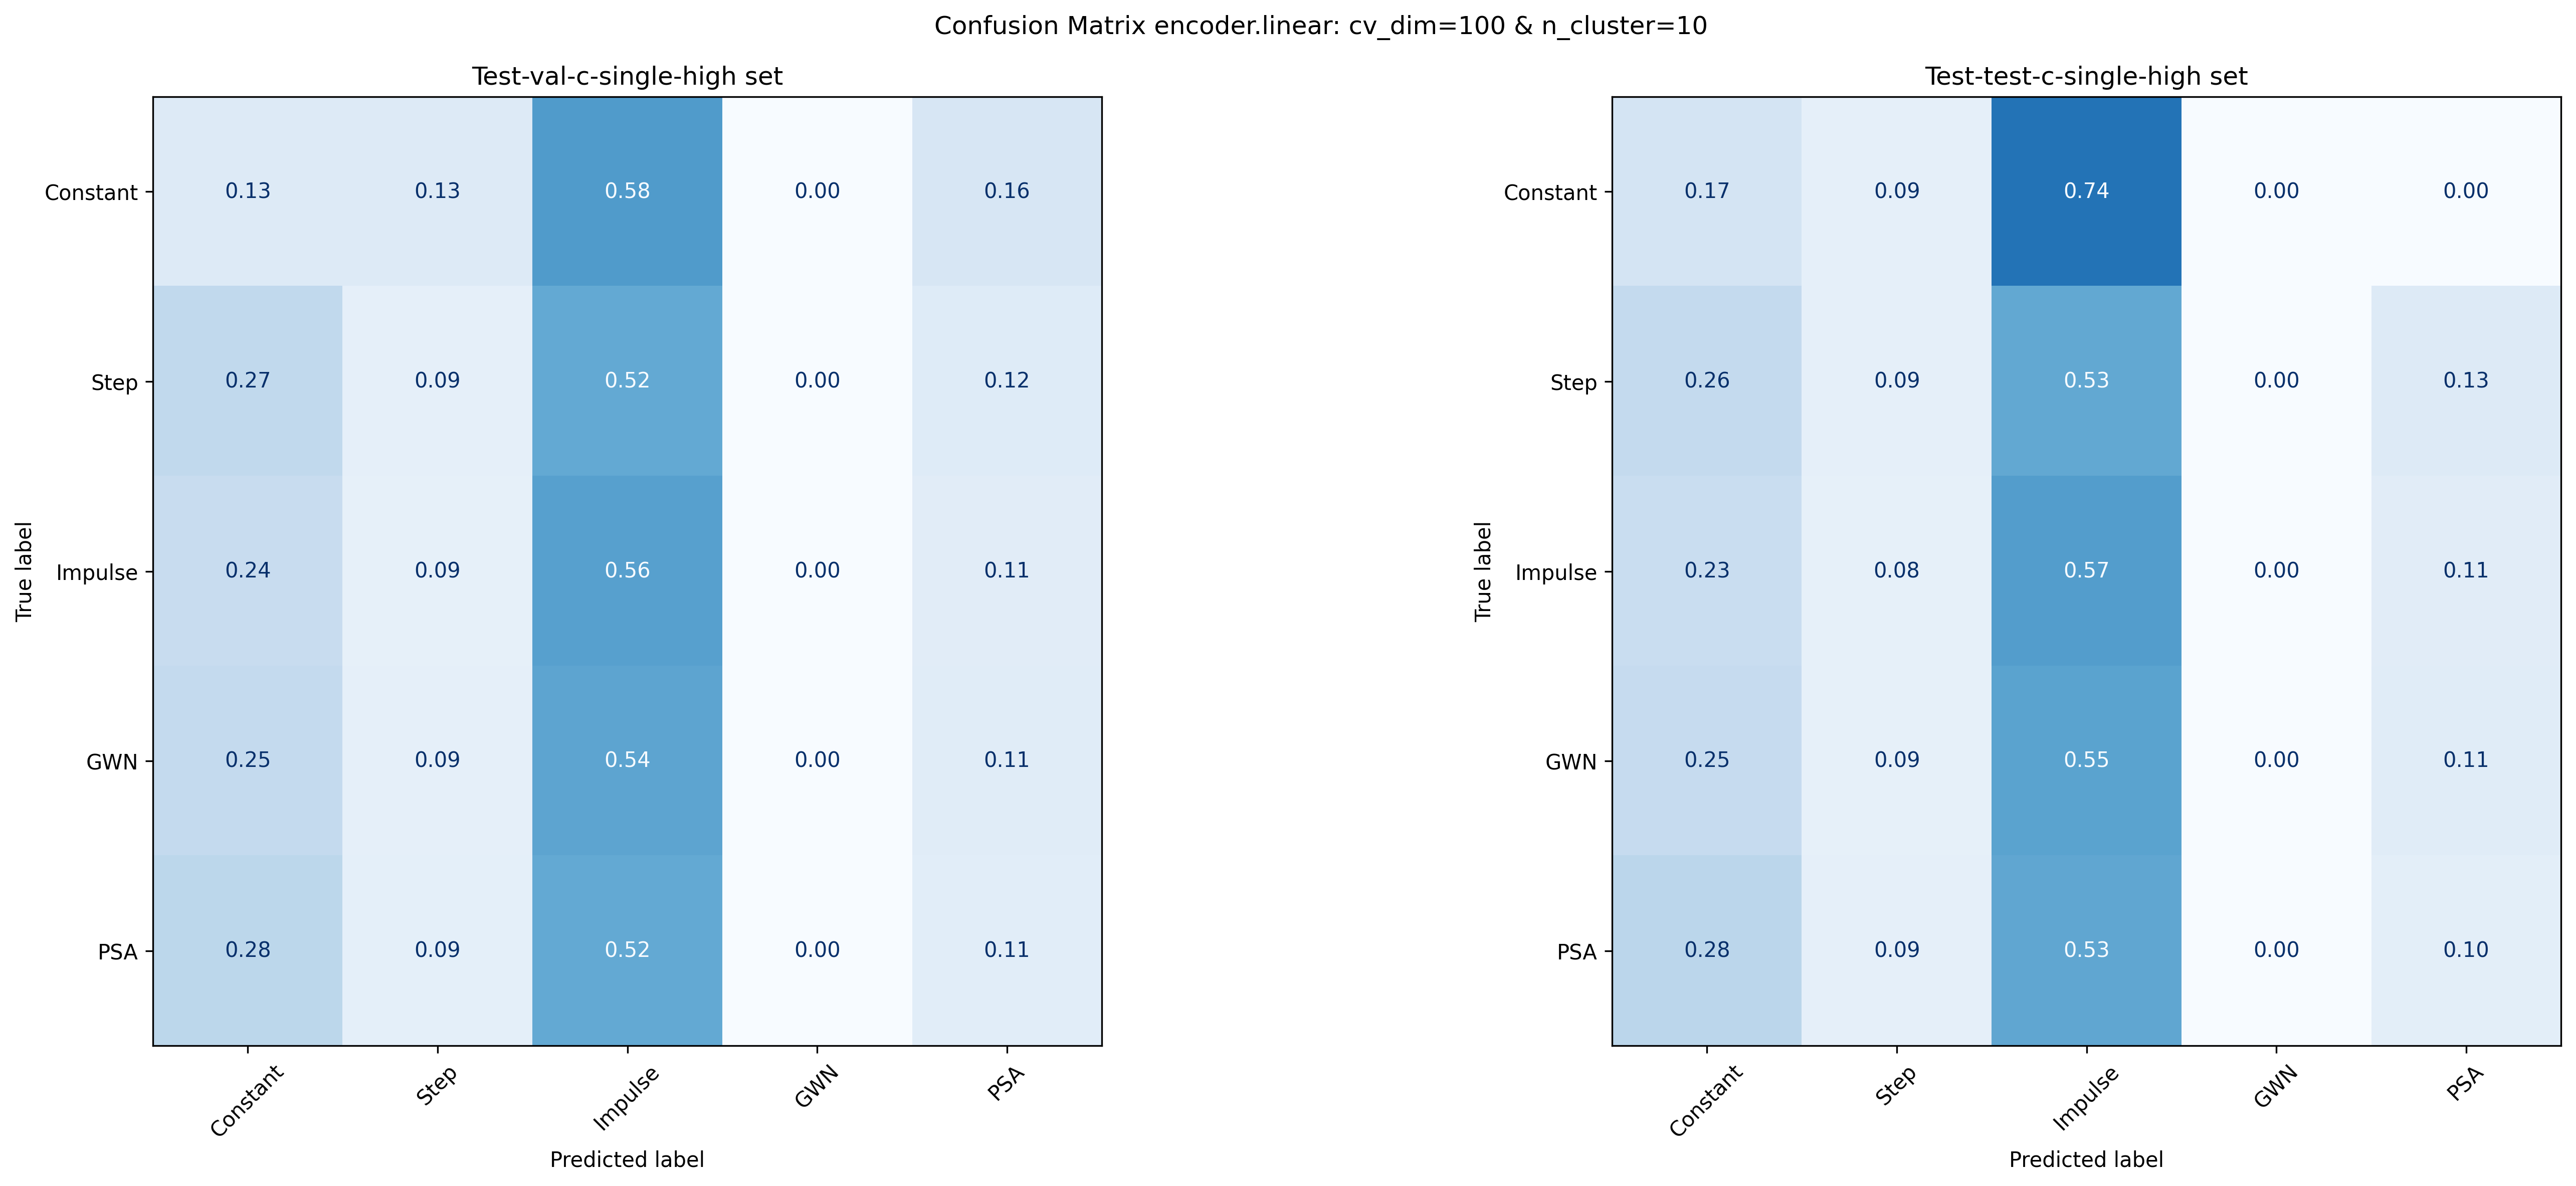 Confusion Matrix encoder.linear: cv_dim=100 & n_cluster=10
Test-val-c-single-high set
True label
Constant 0.13 0.13 0.58 0.00 0.16
Step 0.27 0.09 0.52 0.00 0.12
Impulse 0.24 0.09 0.56 0.00 0.11
GWN 0.25 0.09 0.54 0.00 0.11
PSA 0.28 0.09 0.52 0.00 0.11
Constant Step Impulse GWN PSA
Predicted label
Test-test-c-single-high set
True label
Constant 0.17 0.09 0.74 0.00 0.00
Step 0.26 0.09 0.53 0.00 0.13
Impulse 0.23 0.08 0.57 0.00 0.11
GWN 0.25 0.09 0.55 0.00 0.11
PSA 0.28 0.09 0.53 0.00 0.10
Constant Step Impulse GWN PSA
Predicted label